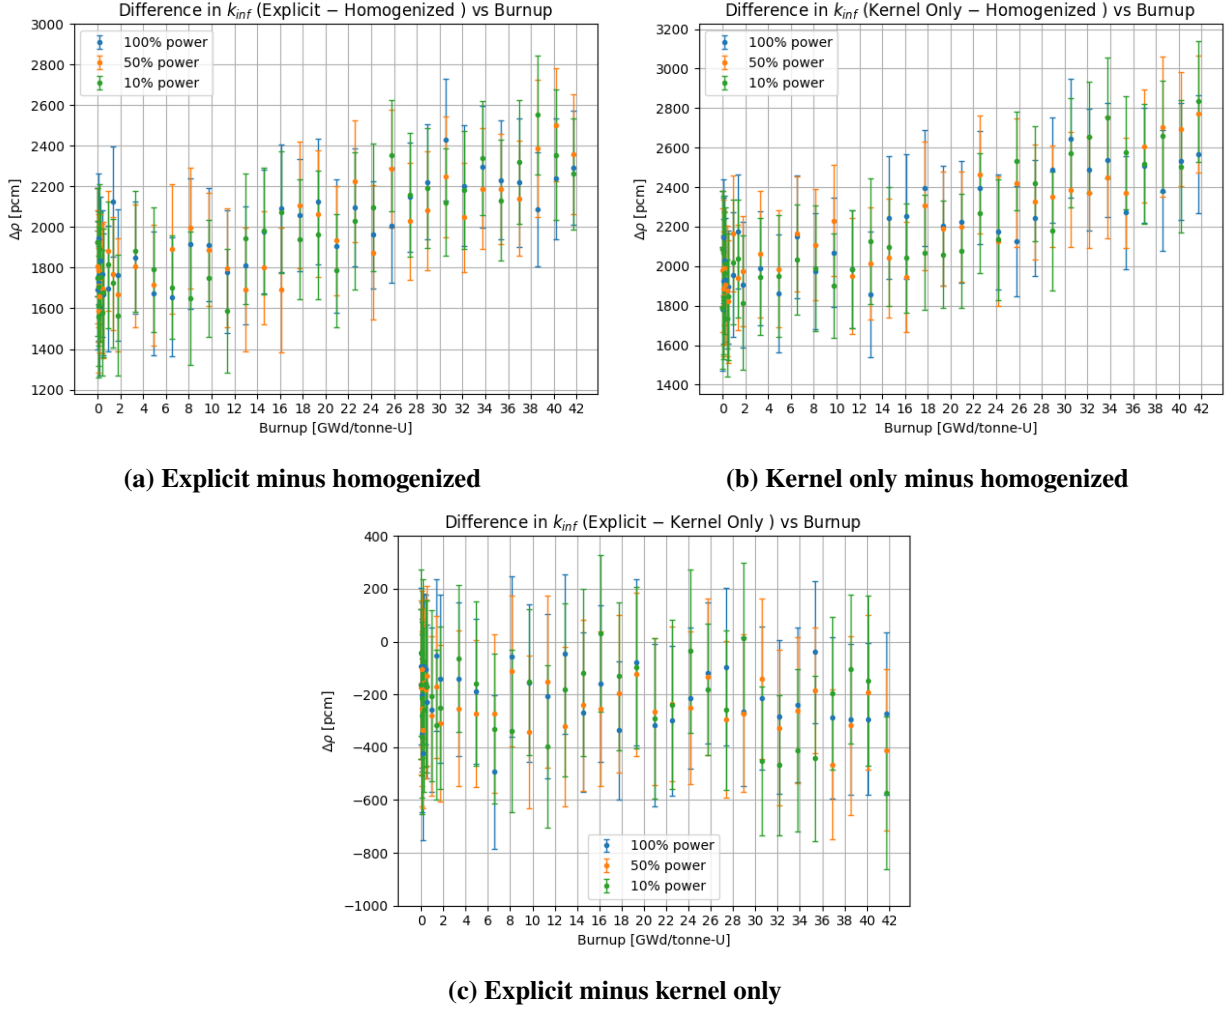 Difference in k_inf (Explicit − Homogenized ) vs Burnup
100% power
50% power
10% power
3000
2800
2600
2400
2200
2000
1800
1600
1400
1200
Δρ [pcm]
0 2 4 6 8 10 12 14 16 18 20 22 24 26 28 30 32 34 36 38 40 42
Burnup [GWd/tonne-U]
(a) Explicit minus homogenized
Difference in k_inf (Kernel Only − Homogenized ) vs Burnup
100% power
50% power
10% power
3200
3000
2800
2600
2400
2200
2000
1800
1600
1400
Δρ [pcm]
0 2 4 6 8 10 12 14 16 18 20 22 24 26 28 30 32 34 36 38 40 42
Burnup [GWd/tonne-U]
(b) Kernel only minus homogenized
Difference in k_inf (Explicit − Kernel Only ) vs Burnup
400
200
0
−200
−400
−600
−800
−1000
Δρ [pcm]
100% power
50% power
10% power
0 2 4 6 8 10 12 14 16 18 20 22 24 26 28 30 32 34 36 38 40 42
Burnup [GWd/tonne-U]
(c) Explicit minus kernel only